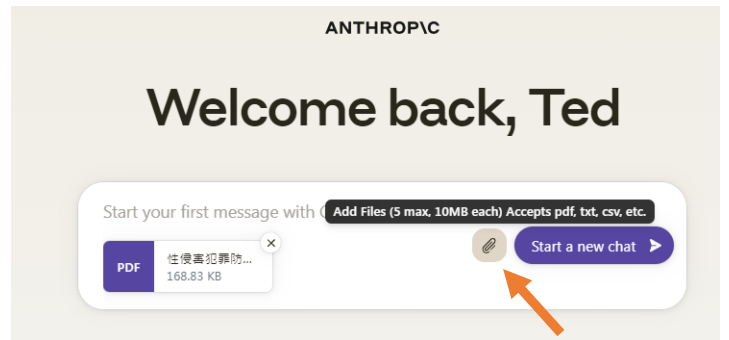 ANTHROP\C
Welcome back, Ted
Start your first message with
Add Files (5 max, 10MB each) Accepts pdf, txt, csv, etc.
PDF
性侵害犯罪防...
168.83 KB
Start a new chat